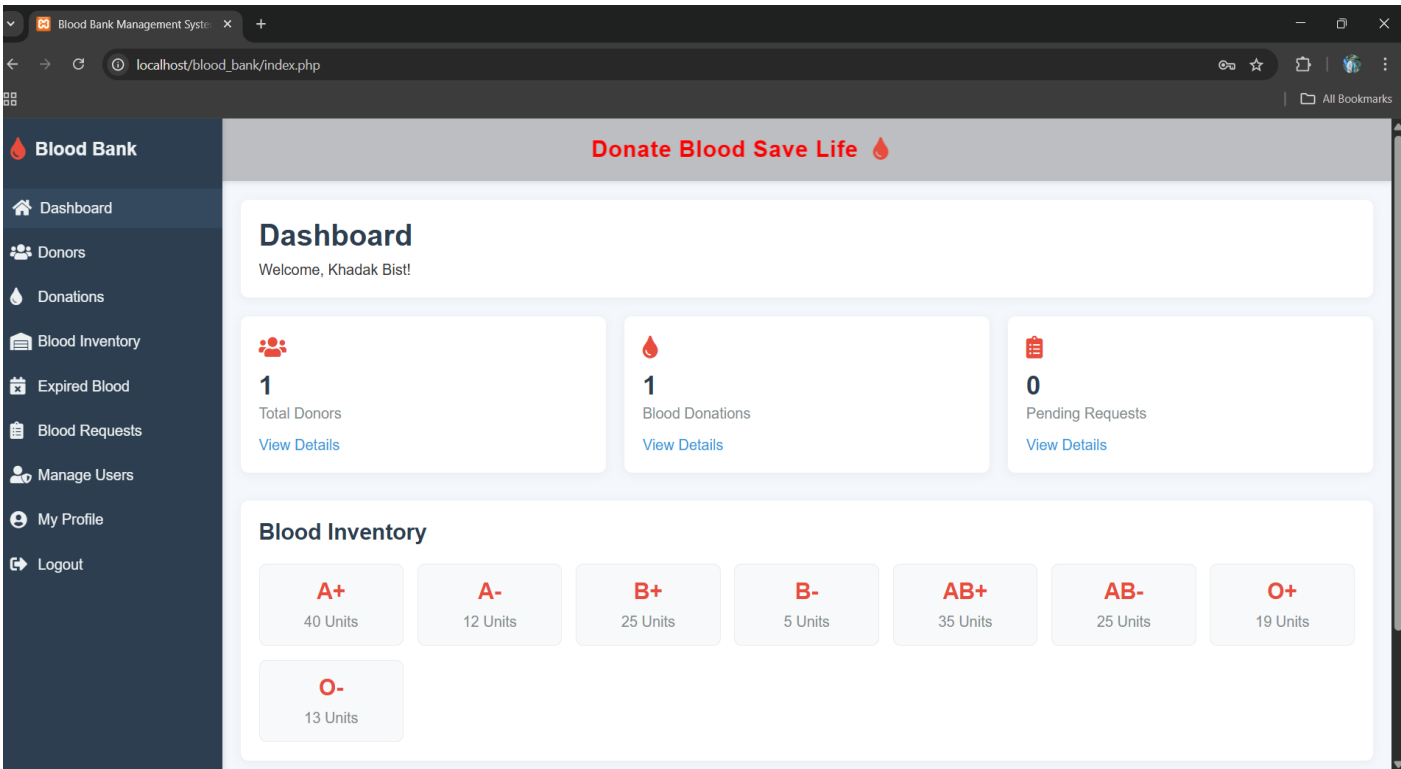 Blood Bank Management Syste
localhost/blood_bank/index.php
All Bookmarks
Blood Bank
Donate Blood Save Life
Dashboard
Donors
Donations
Blood Inventory
Expired Blood
Blood Requests
Manage Users
My Profile
Logout
Dashboard
Welcome, Khadak Bist!
1
Total Donors
View Details
1
Blood Donations
View Details
0
Pending Requests
View Details
Blood Inventory
A+
40 Units
A-
12 Units
B+
25 Units
B-
5 Units
AB+
35 Units
AB-
25 Units
O+
19 Units
O-
13 Units